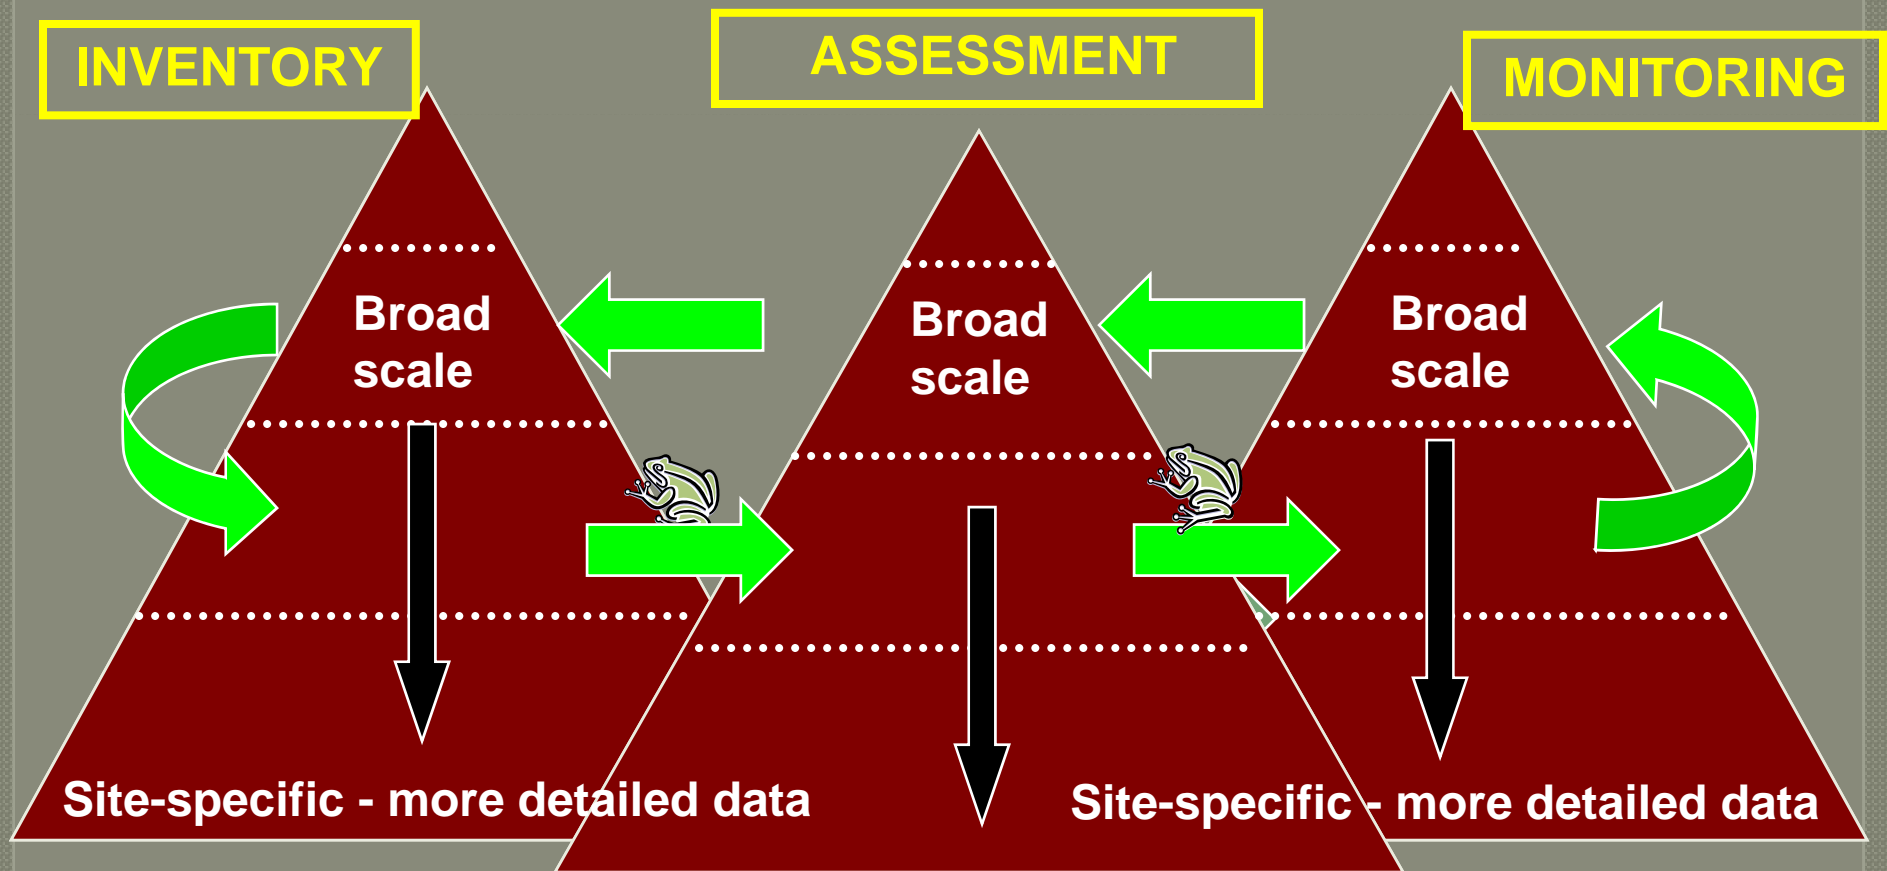 INVENTORY
ASSESSMENT
MONITORING
Broad
scale
Broad
scale
Broad
scale
Site-specific - more detailed data
Site-specific - more detailed data